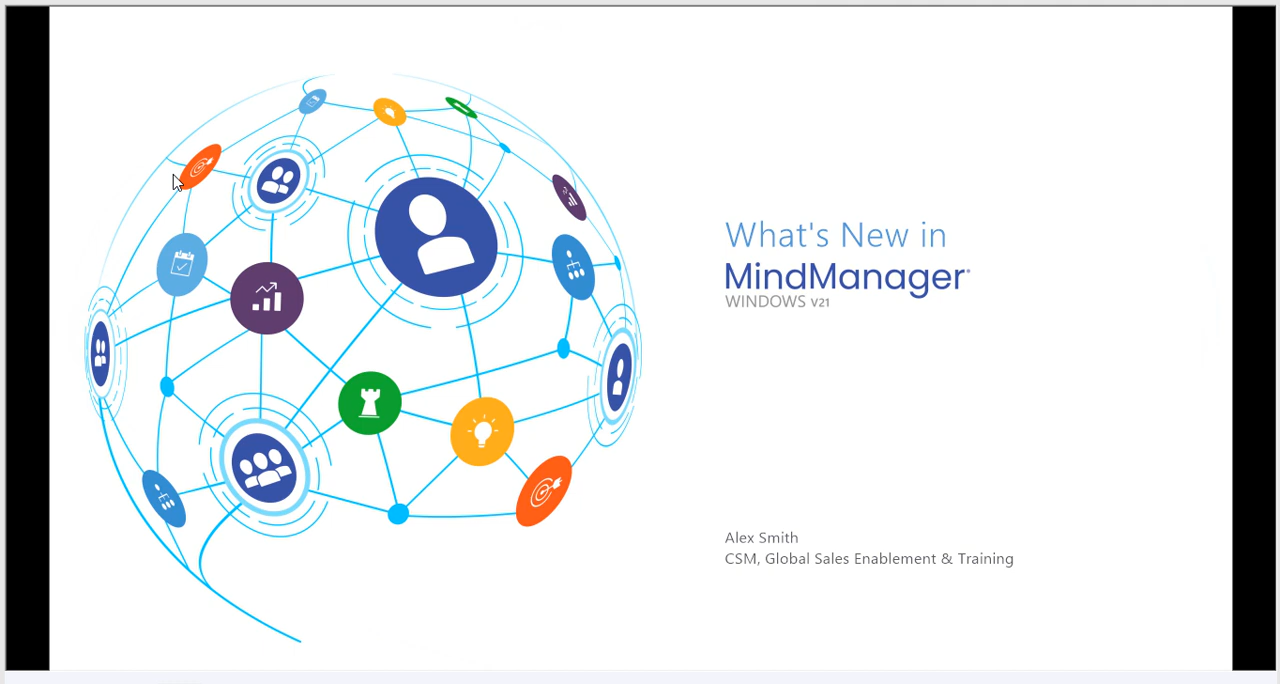 What's New in
MindManager®
WINDOWS V21
Alex Smith
CSM, Global Sales Enablement & Training